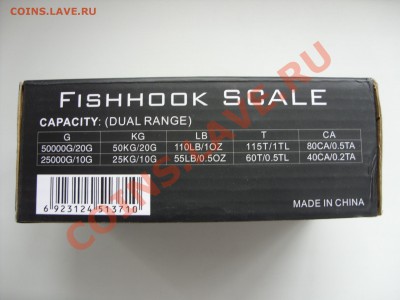 COINS.LAVE.RU
FISHHOOK SCALE
CAPACITY: (DUAL RANGE)
G KG LB T CA
50000G/20G 50KG/20G 110LB/1OZ 115T/1TL 80CA/0.5TA
25000G/10G 25KG/10G 55LB/0.5OZ 60T/0.5TL 40CA/0.2TA
MADE IN CHINA
6 923124 513710
COINS.LAVE.RU